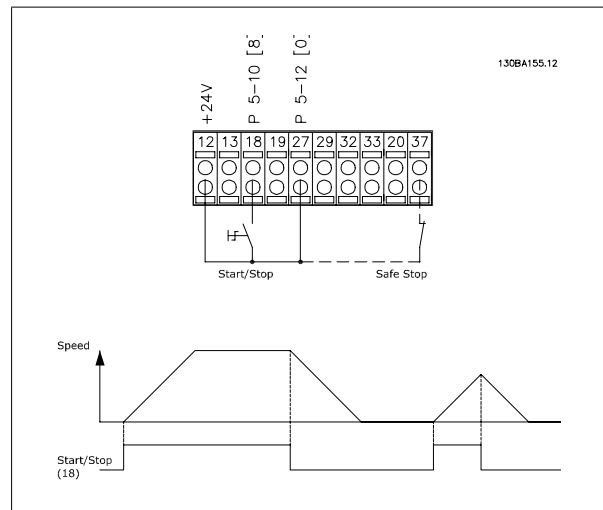 130BA155.12
+24V
P 5-10 [8]
P 5-12 [0]
12 13 18 19 27 29 32 33 20 37
Start/Stop
Safe Stop
Speed
Start/Stop
(18)